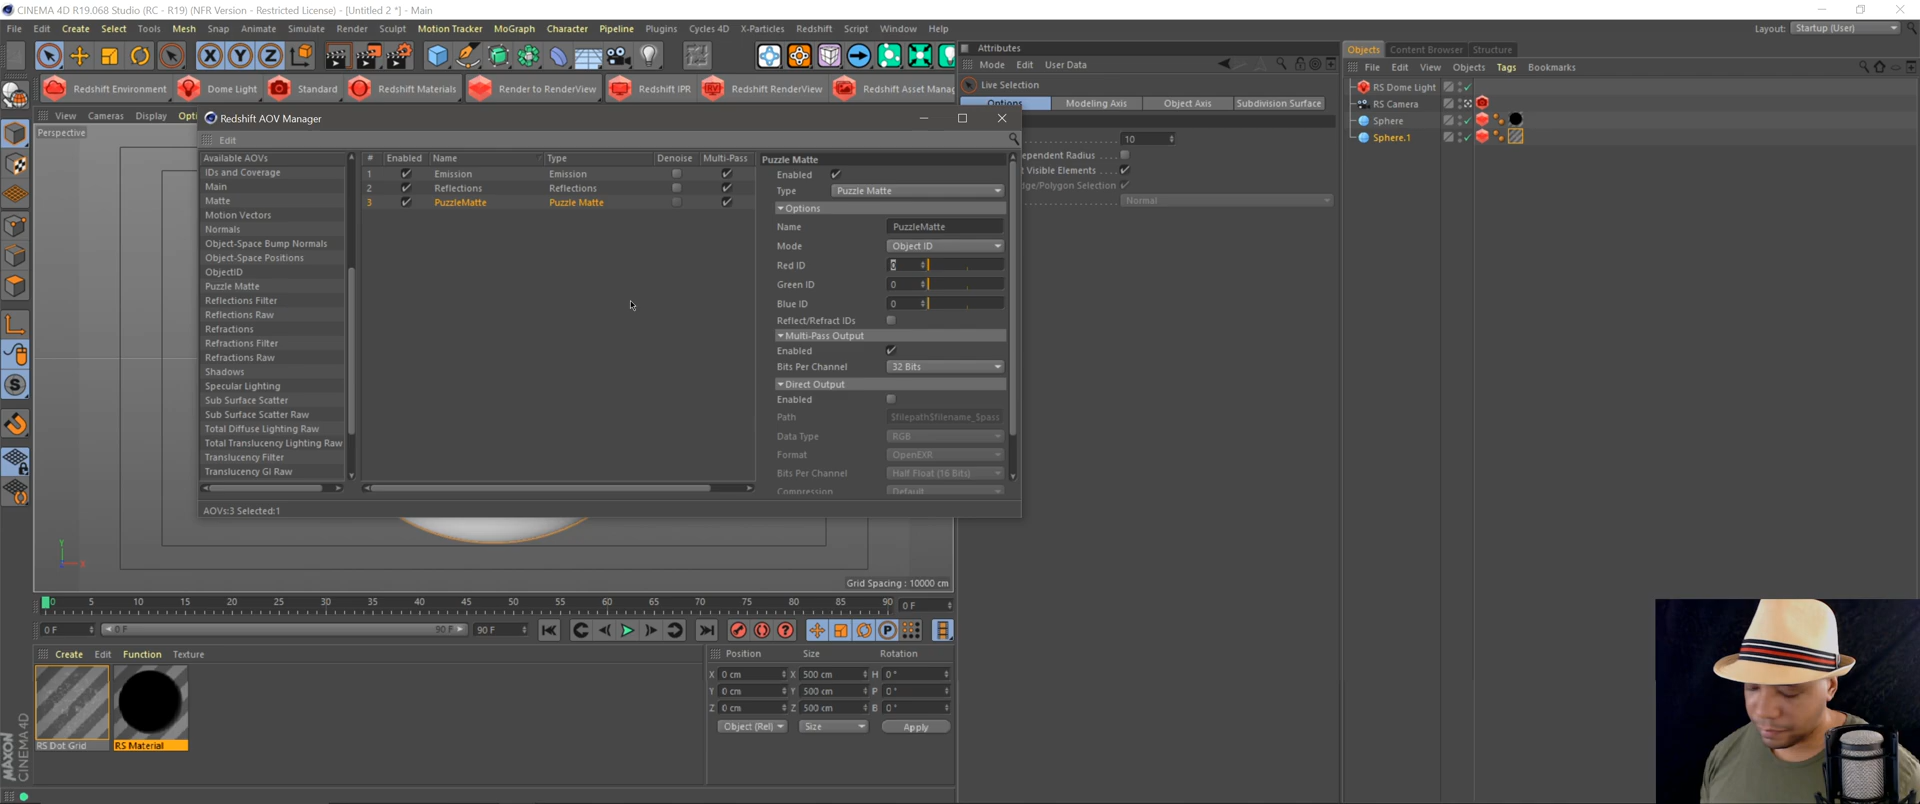 CINEMA 4D R19.068 Studio (RC - R19) (NFR Version - Restricted License) - [Untitled 2 *] - Main
File Edit Create Select Tools Mesh Snap Animate Simulate Render Sculpt Motion Tracker MoGraph Character Pipeline Plugins Cycles 4D X-Particles Redshift Script Window Help Layout: Startup (User)
Attributes
Objects Content Browser Structure
Mode Edit User Data
File Edit View Objects Tags Bookmarks
Redshift Environment Dome Light Standard Redshift Materials Render to RenderView Redshift IPR Redshift RenderView Redshift Asset Manag
Live Selection
RS Dome Light
Options Modeling Axis Object Axis Subdivision Surface
RS Camera
View Cameras Display Opti
Redshift AOV Manager
Sphere
Perspective
Edit
10
Sphere.1
ependent Radius . . . .
t Visible Elements . . . .
dge/Polygon Selection
Normal
Available AOVs
IDs and Coverage
Main
Matte
Motion Vectors
Normals
Object-Space Bump Normals
Object-Space Positions
ObjectID
Puzzle Matte
Reflections Filter
Reflections Raw
Refractions
Refractions Filter
Refractions Raw
Shadows
Specular Lighting
Sub Surface Scatter
Sub Surface Scatter Raw
Total Diffuse Lighting Raw
Total Translucency Lighting Raw
Translucency Filter
Translucency GI Raw
# Enabled Name Type Denoise Multi-Pass
1 Emission Emission
2 Reflections Reflections
3 PuzzleMatte Puzzle Matte
Puzzle Matte
Enabled
Type Puzzle Matte
Options
Name PuzzleMatte
Mode Object ID
Red ID 0
Green ID 0
Blue ID 0
Reflect/Refract IDs
Multi-Pass Output
Enabled
Bits Per Channel 32 Bits
Direct Output
Enabled
Path $filepath$filename_$pass
Data Type RGB
Format OpenEXR
Bits Per Channel Half Float (16 Bits)
Compression Default
AOVs:3 Selected:1
Y
X
Grid Spacing : 10000 cm
0 5 10 15 20 25 30 35 40 45 50 55 60 65 70 75 80 85 90 0 F
0 F 0 F 90 F 90 F
Create Edit Function Texture
Position Size Rotation
X 0 cm X 500 cm H 0 °
Y 0 cm Y 500 cm P 0 °
Z 0 cm Z 500 cm B 0 °
Object (Rel) Size Apply
RS Dot Grid RS Material
MAXON
CINEMA 4D